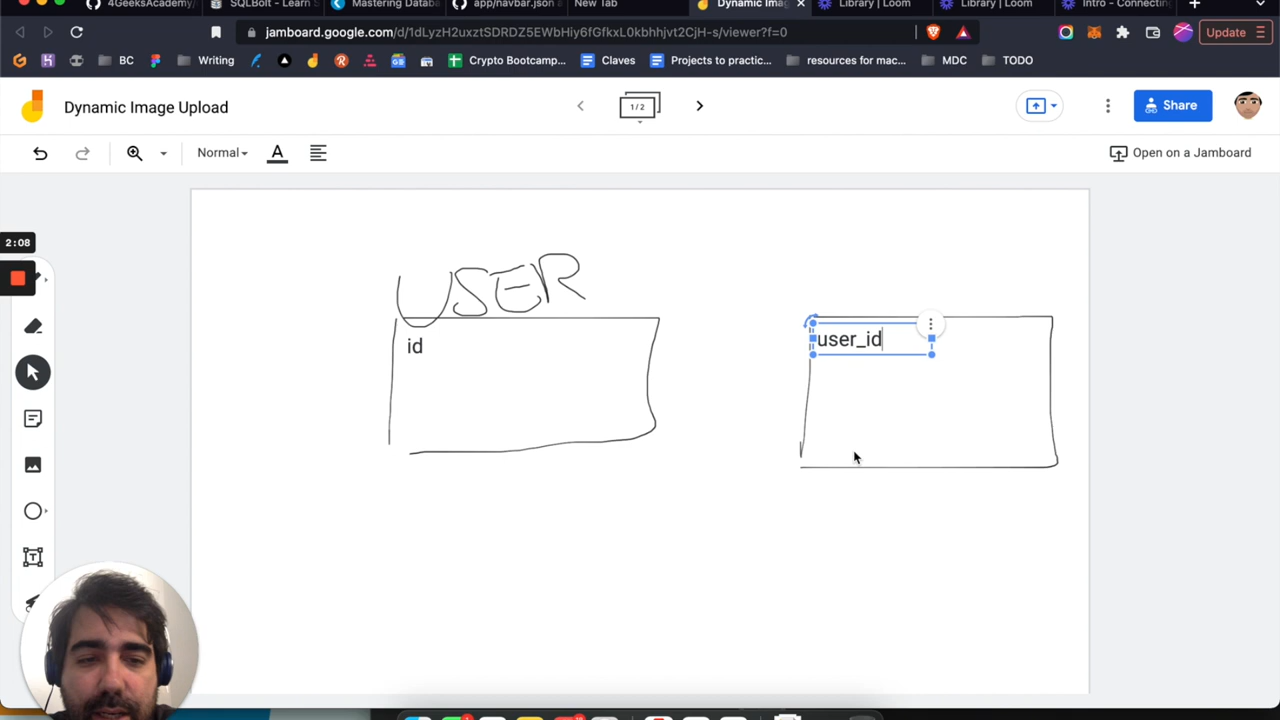 4GeeksAcademy/
SQLBolt - Learn S
Mastering Databa
app/navbar.json a
New Tab
Dynamic Imag
Library | Loom
Library | Loom
Intro - Connecting
jamboard.google.com/d/1dLyzH2uxztSDRDZ5EWbHiy6fGfkxL0kbhhjvt2CjH-s/viewer?f=0
Update
BC
Writing
Crypto Bootcamp...
Claves
Projects to practic...
resources for mac...
MDC
TODO
Dynamic Image Upload
1/2
Share
Normal
A
Open on a Jamboard
2:08
USER
id
user_id